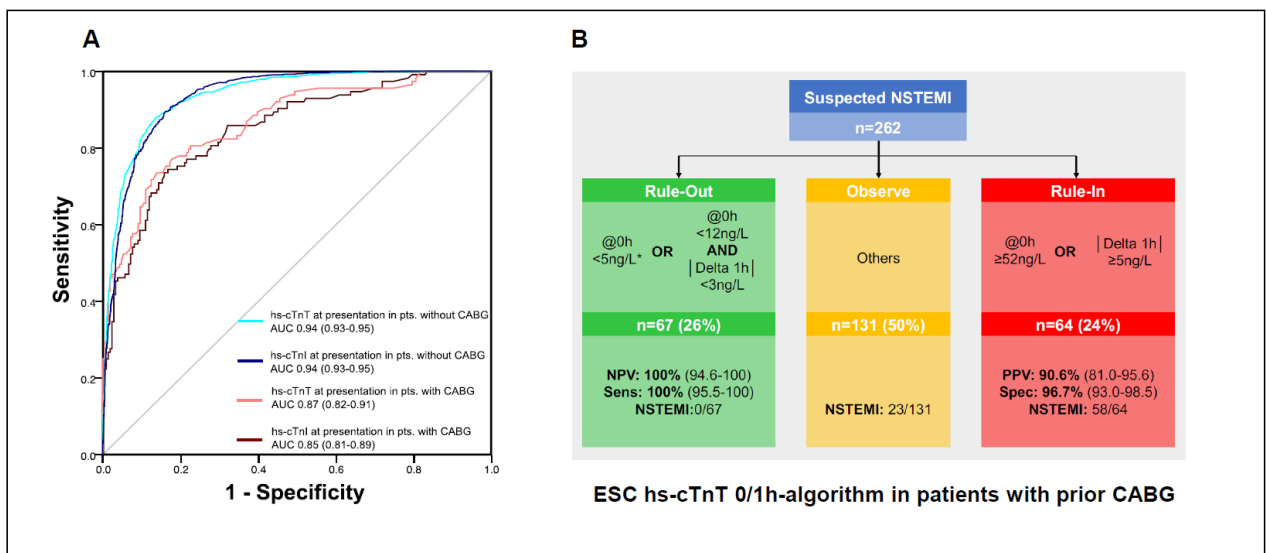 A
B
1.0
0.8
0.6
0.4
0.2
0.0
0.0
0.2
0.4
0.6
0.8
1.0
Sensitivity
1 - Specificity
hs-cTnT at presentation in pts. without CABG
AUC 0.94 (0.93-0.95)
hs-cTnI at presentation in pts. without CABG
AUC 0.94 (0.93-0.95)
hs-cTnT at presentation in pts. with CABG
AUC 0.87 (0.82-0.91)
hs-cTnI at presentation in pts. with CABG
AUC 0.85 (0.81-0.89)
Suspected NSTEMI
n=262
Rule-Out
@0h
<5ng/L*
OR
@0h
<12ng/L
AND
|Delta 1h|
<3ng/L
n=67 (26%)
NPV: 100% (94.6-100)
Sens: 100% (95.5-100)
NSTEMI:0/67
Observe
Others
n=131 (50%)
NSTEMI: 23/131
Rule-In
@0h
≥52ng/L
OR
|Delta 1h|
≥5ng/L
n=64 (24%)
PPV: 90.6% (81.0-95.6)
Spec: 96.7% (93.0-98.5)
NSTEMI: 58/64
ESC hs-cTnT 0/1h-algorithm in patients with prior CABG